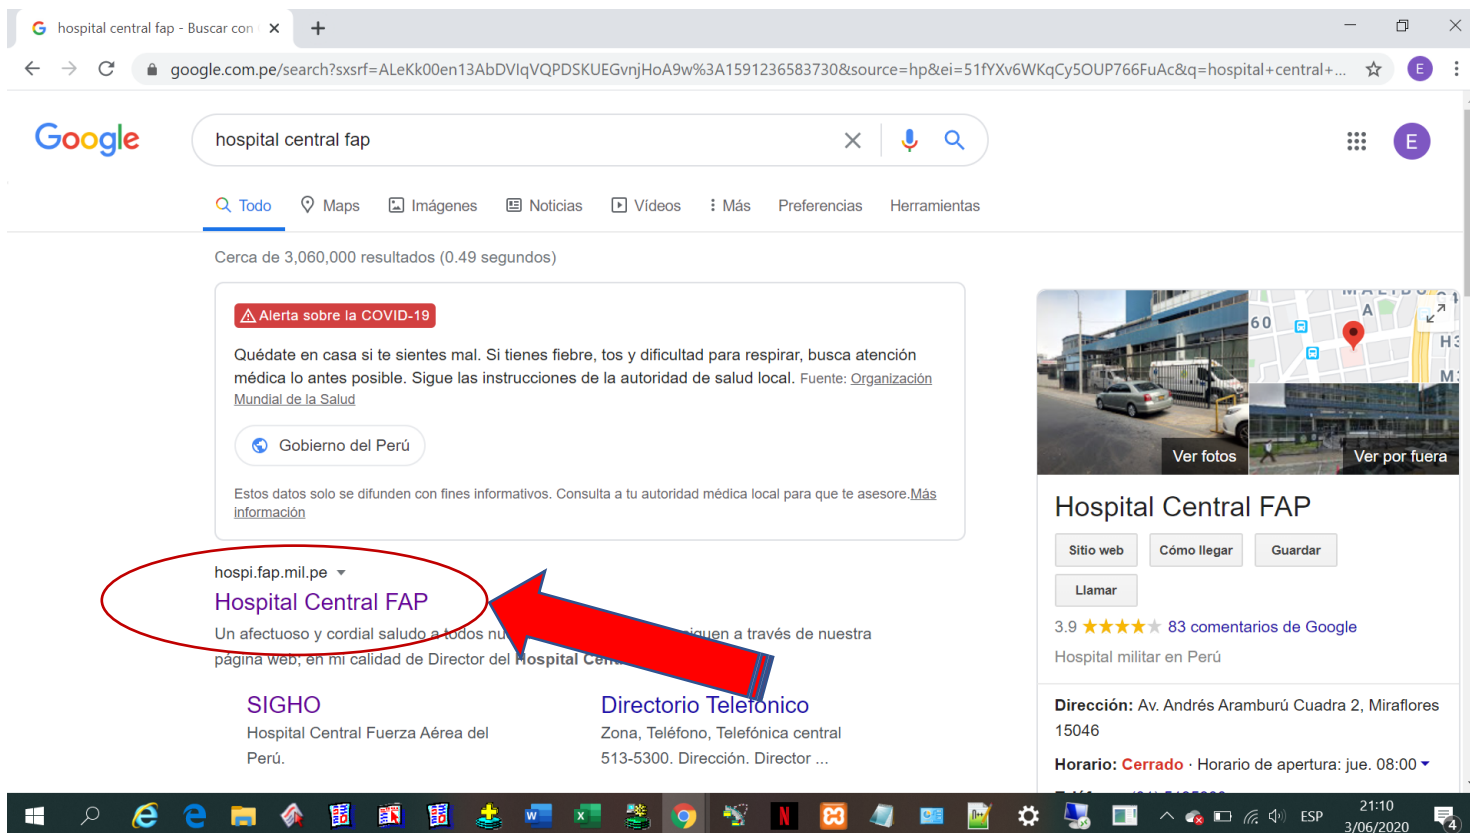 hospital central fap - Buscar con
google.com.pe/search?sxsrf=ALeKk00en13AbDVIqVQPDSKUEGvnjHoA9w%3A1591236583730&source=hp&ei=51fYXv6WKqCy5OUP766FuAc&q=hospital+central+...
E
Google
hospital central fap
E
Todo Maps Imágenes Noticias Vídeos Más Preferencias Herramientas
Cerca de 3,060,000 resultados (0.49 segundos)
Alerta sobre la COVID-19
Quédate en casa si te sientes mal. Si tienes fiebre, tos y dificultad para respirar, busca atención
médica lo antes posible. Sigue las instrucciones de la autoridad de salud local. Fuente: Organización
Mundial de la Salud
Gobierno del Perú
Estos datos solo se difunden con fines informativos. Consulta a tu autoridad médica local para que te asesore.Más
información
hospi.fap.mil.pe
Hospital Central FAP
Un afectuoso y cordial saludo a todos a través de nuestra
página web; en mi calidad de Director del Hospital
SIGHO
Hospital Central Fuerza Aérea del
Perú.
Directorio Telefónico
Zona, Teléfono, Telefónica central
513-5300. Dirección. Director ...
60
A
Ver fotos
Ver por fuera
Hospital Central FAP
Sitio web Cómo llegar Guardar
Llamar
3.9 83 comentarios de Google
Hospital militar en Perú
Dirección: Av. Andrés Aramburú Cuadra 2, Miraflores
15046
Horario: Cerrado · Horario de apertura: jue. 08:00
ESP
21:10
3/06/2020
4